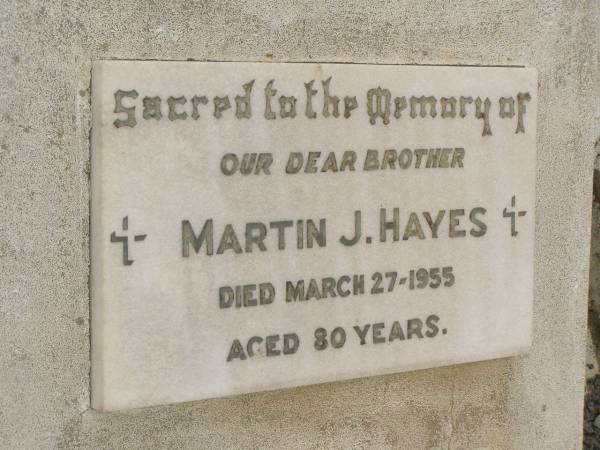 Sacred to the Memory of
OUR DEAR BROTHER
MARTIN J. HAYES
DIED MARCH 27-1955
AGED 80 YEARS.